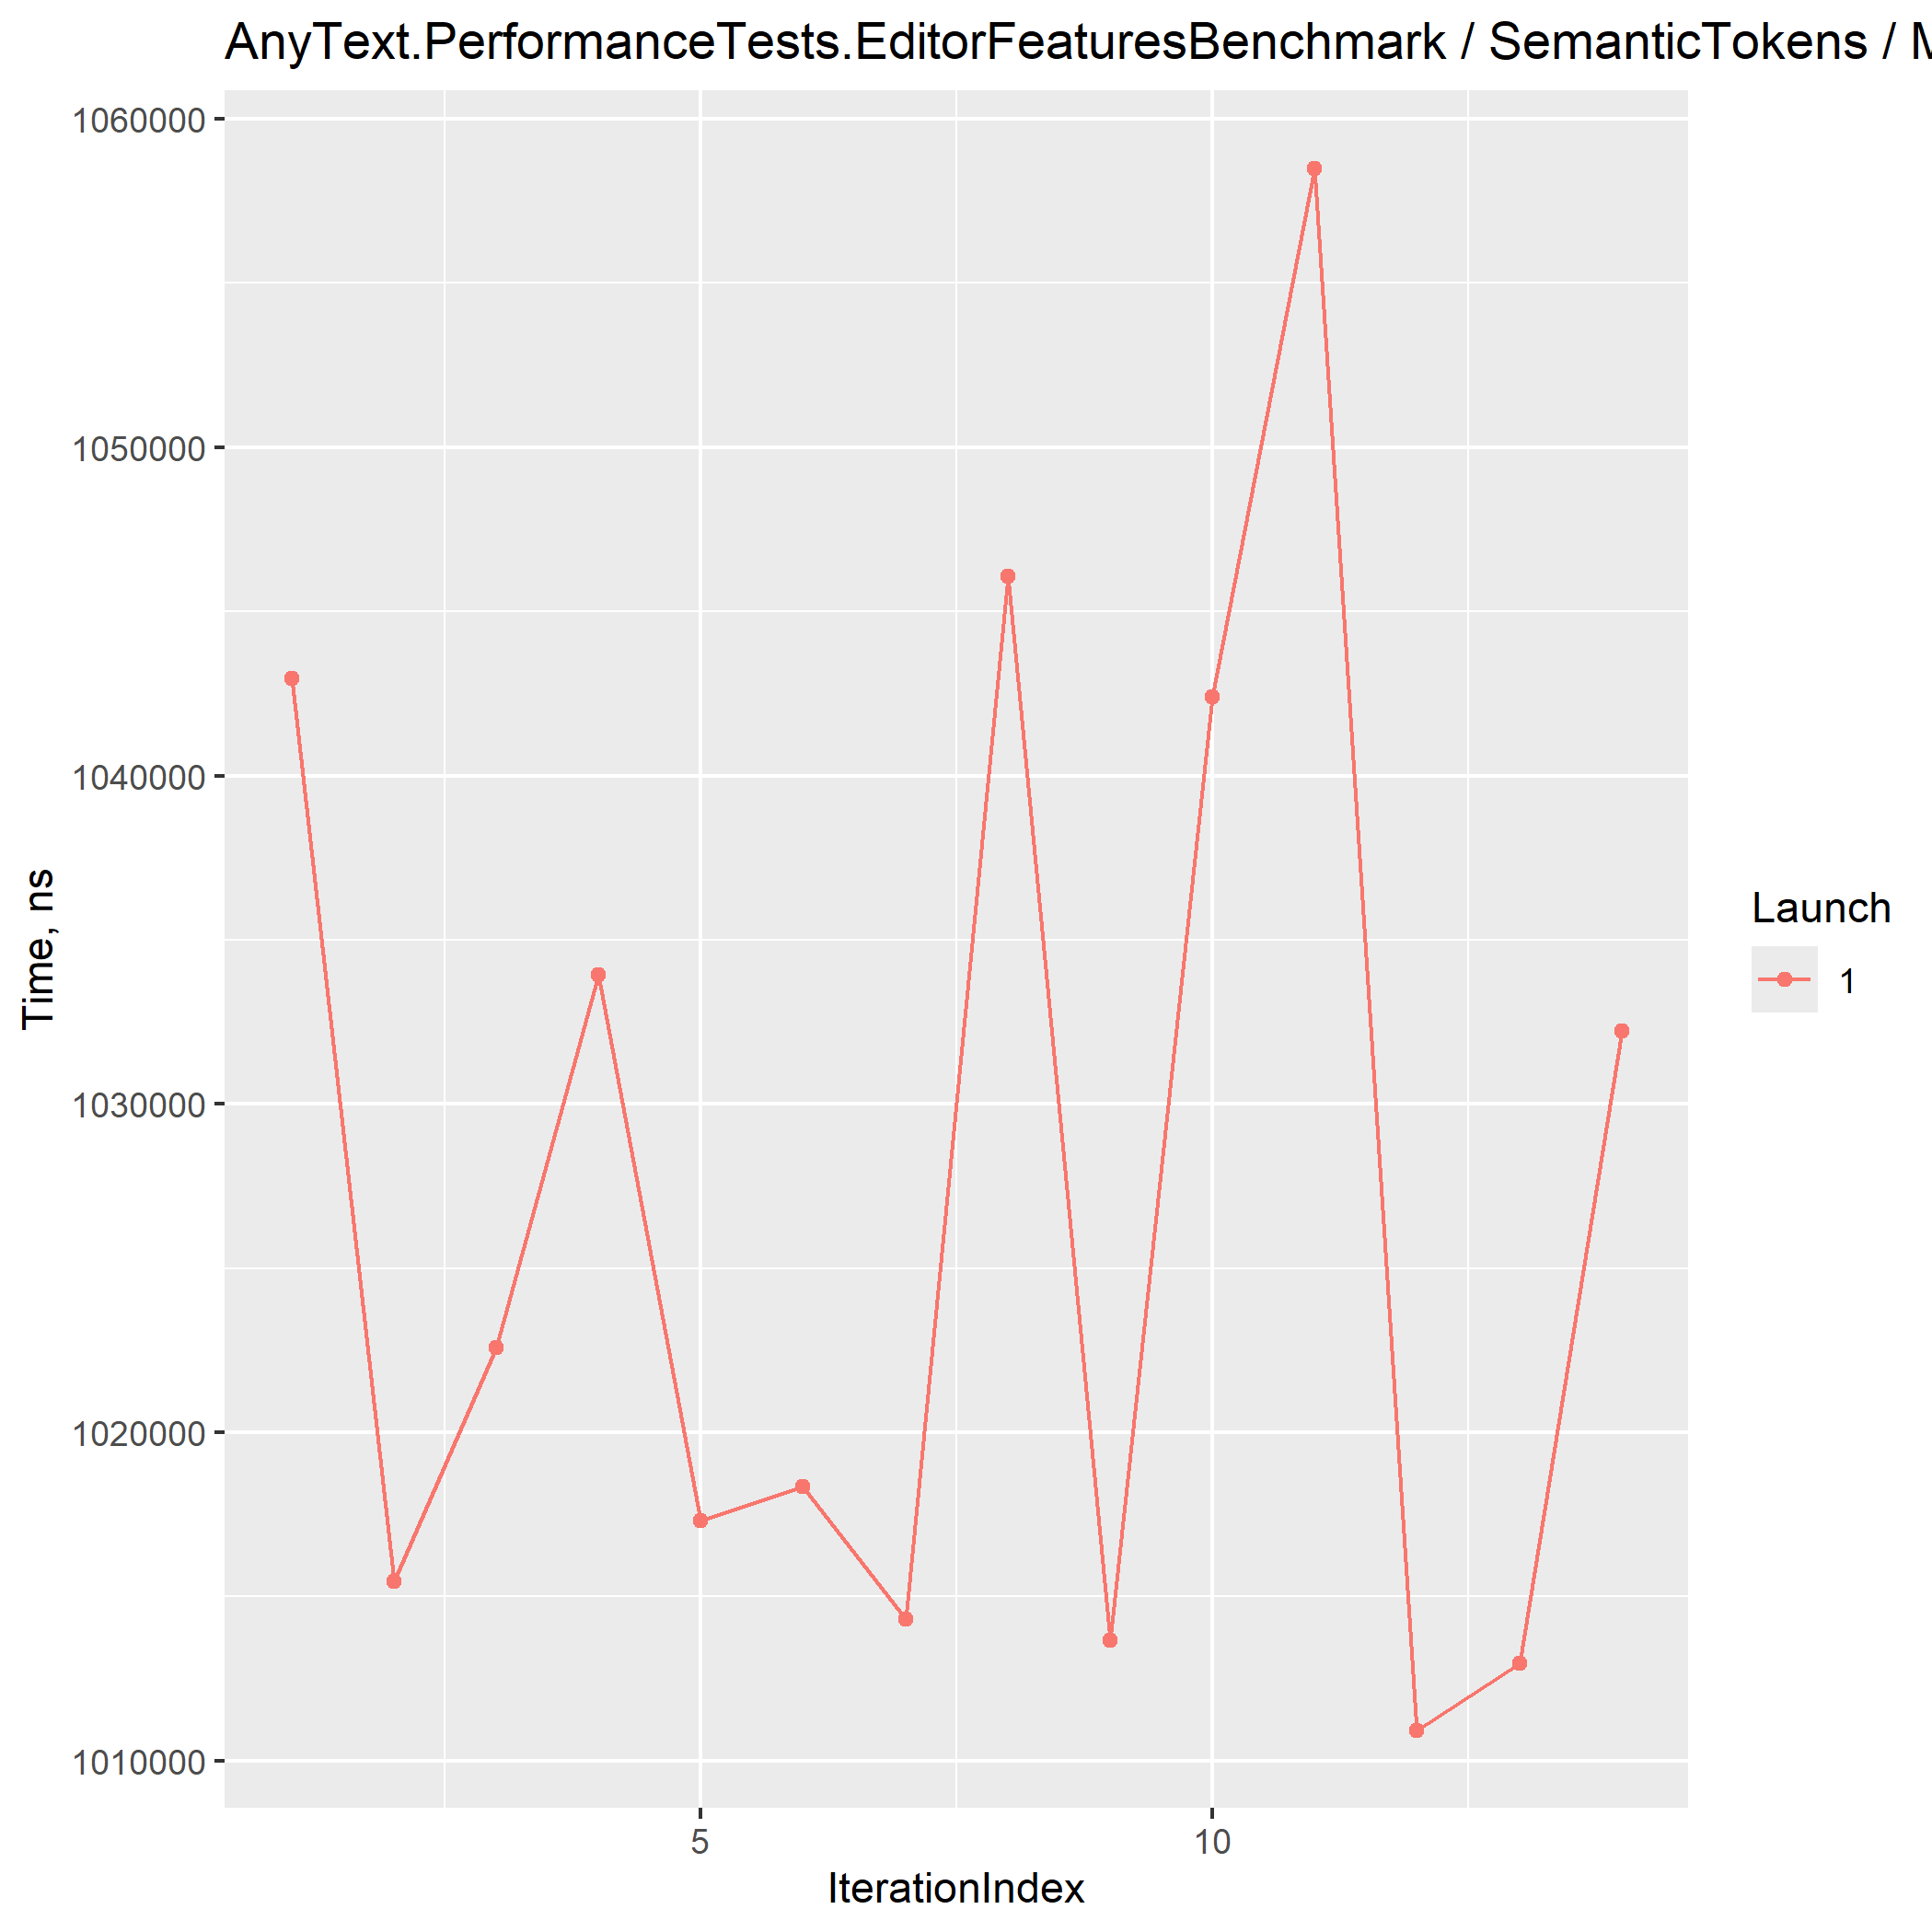 AnyText.PerformanceTests.EditorFeaturesBenchmark / SemanticTokens / M
1060000
1050000
1040000
1030000
1020000
1010000
Time, ns
5
10
IterationIndex
Launch
1